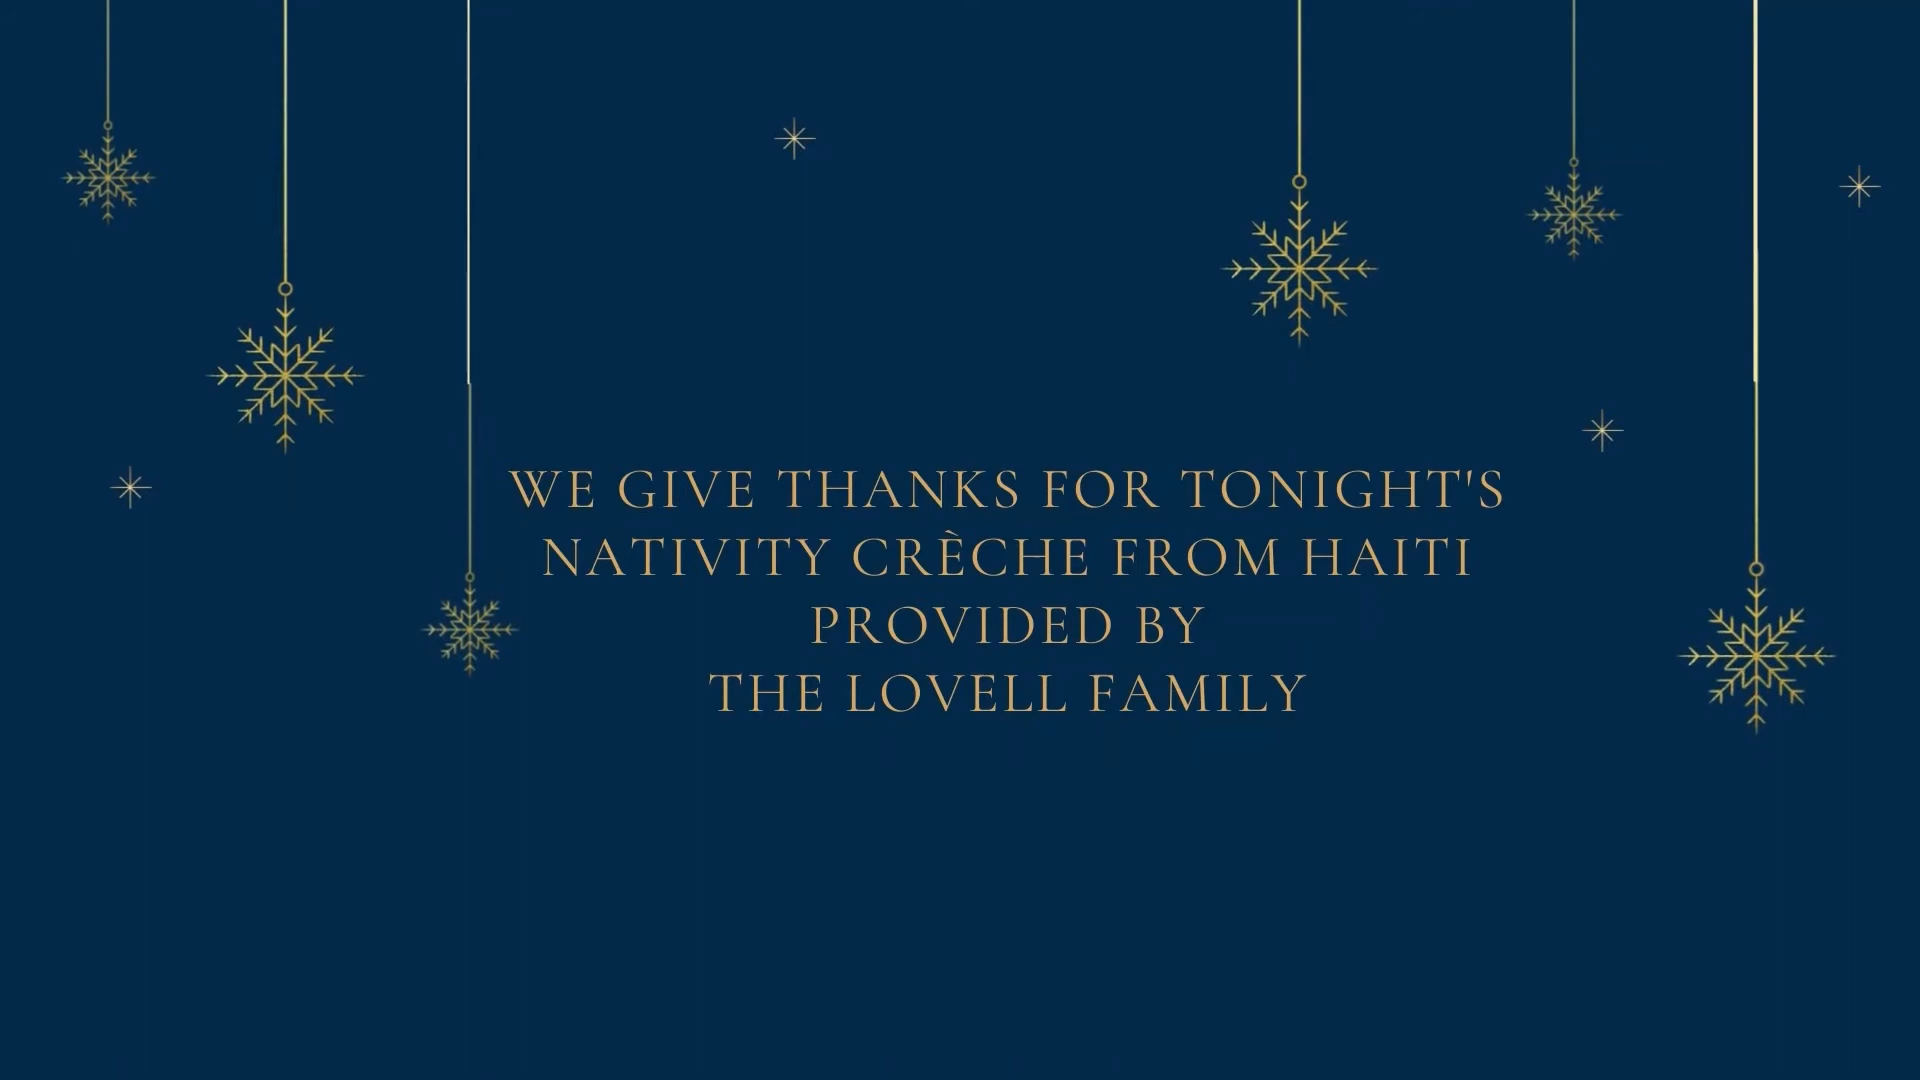 WE GIVE THANKS FOR TONIGHT'S
NATIVITY CRÈCHE FROM HAITI
PROVIDED BY
THE LOVELL FAMILY